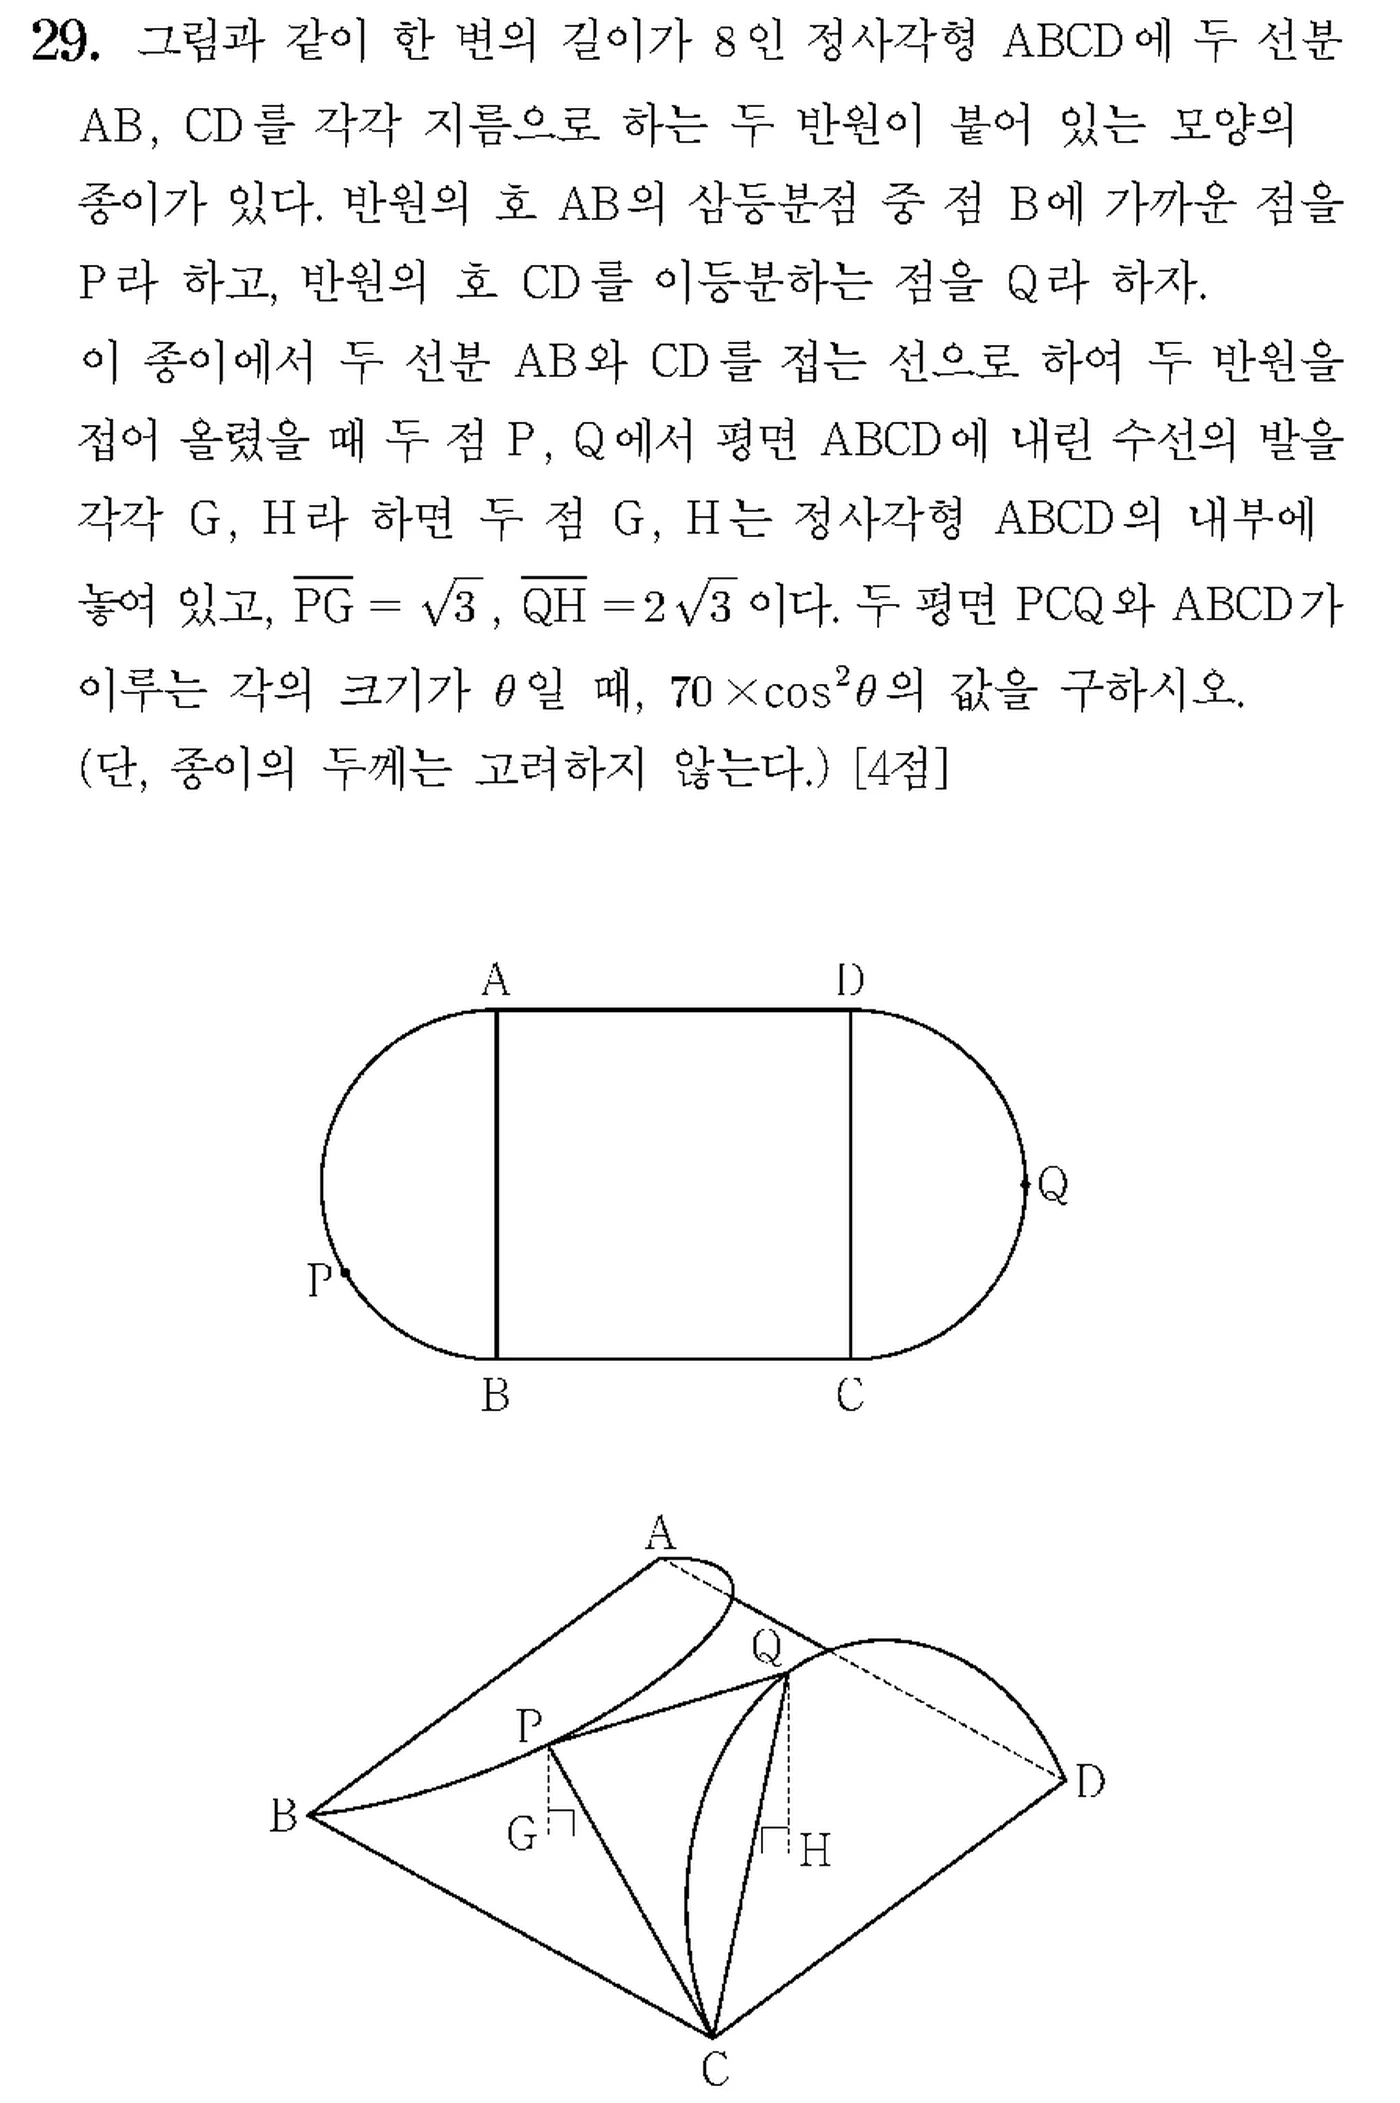 29. 그림과 같이 한 변의 길이가 8인 정사각형 ABCD에 두 선분
AB, CD를 각각 지름으로 하는 두 반원이 붙어 있는 모양의
종이가 있다. 반원의 호 AB의 삼등분점 중 점 B에 가까운 점을
P라 하고, 반원의 호 CD를 이등분하는 점을 Q라 하자.
이 종이에서 두 선분 AB와 CD를 접는 선으로 하여 두 반원을
접어 올렸을 때 두 점 P, Q에서 평면 ABCD에 내린 수선의 발을
각각 G, H라 하면 두 점 G, H는 정사각형 ABCD의 내부에
놓여 있고, $\overline{PG}=\sqrt{3}$, $\overline{QH}=2\sqrt{3}$ 이다. 두 평면 PCQ와 ABCD가
이루는 각의 크기가 θ일 때, 70×cos²θ의 값을 구하시오.
(단, 종이의 두께는 고려하지 않는다.) [4점]
A D
Q
P
B C
A
Q
P
D
B
G H
C